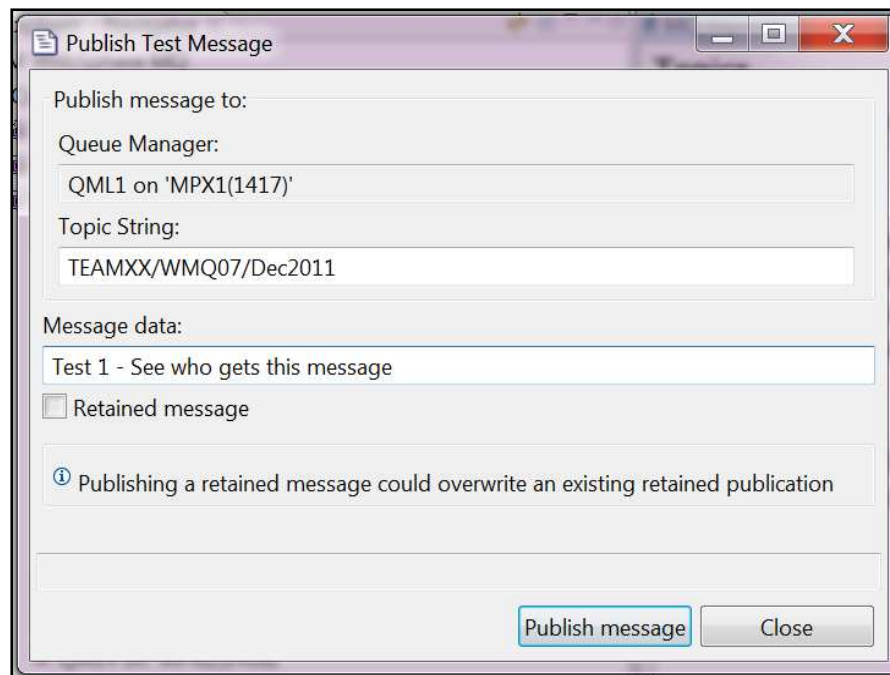 Publish Test Message
Publish message to:
Queue Manager:
QML1 on 'MPX1(1417)'
Topic String:
TEAMXX/WMQ07/Dec2011
Message data:
Test 1 - See who gets this message
Retained message
Publishing a retained message could overwrite an existing retained publication
Publish message
Close